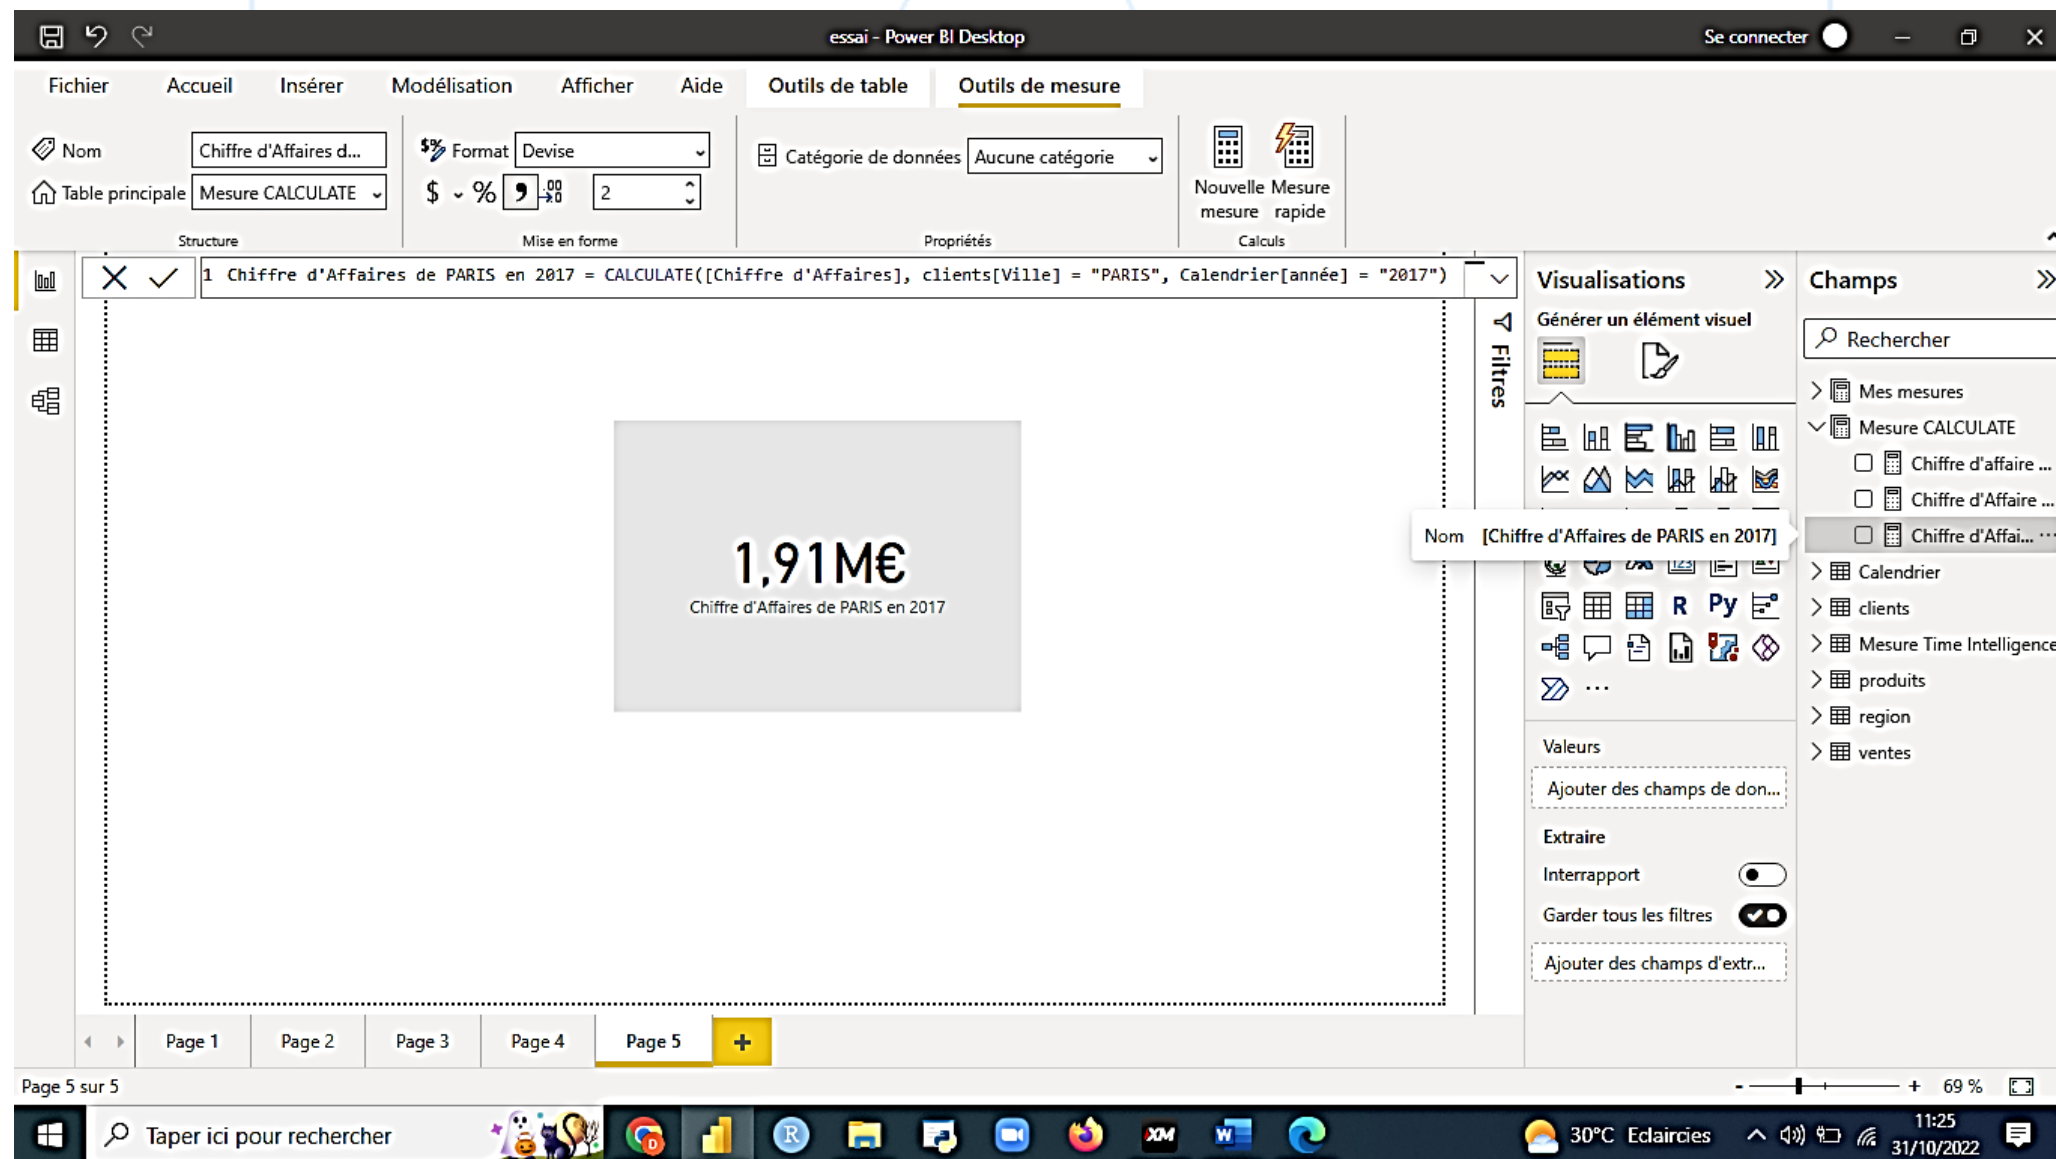 essai - Power BI Desktop
Se connecter
Fichier Accueil Insérer Modélisation Afficher Aide Outils de table Outils de mesure
Nom Chiffre d'Affaires d...
Table principale Mesure CALCULATE
Structure
$% Format Devise
$ % , .00 →0 2
Mise en forme
Catégorie de données Aucune catégorie
Propriétés
Nouvelle mesure
Mesure rapide
Calculs
1 Chiffre d'Affaires de PARIS en 2017 = CALCULATE([Chiffre d'Affaires], clients[Ville] = "PARIS", Calendrier[année] = "2017")
1,91M€
Chiffre d'Affaires de PARIS en 2017
Filtres
Visualisations
Générer un élément visuel
Nom [Chiffre d'Affaires de PARIS en 2017]
123
R Py
...
Valeurs
Ajouter des champs de don...
Extraire
Interrapport
Garder tous les filtres
Ajouter des champs d'extr...
Champs
Rechercher
Mes mesures
Mesure CALCULATE
Chiffre d'affaire ...
Chiffre d'Affaire ...
Chiffre d'Affai... ...
Calendrier
clients
Mesure Time Intelligence
produits
region
ventes
Page 1 Page 2 Page 3 Page 4 Page 5 +
Page 5 sur 5
- + 69 %
Taper ici pour rechercher
D
R
XM
W
30°C Eclaircies
11:25
31/10/2022